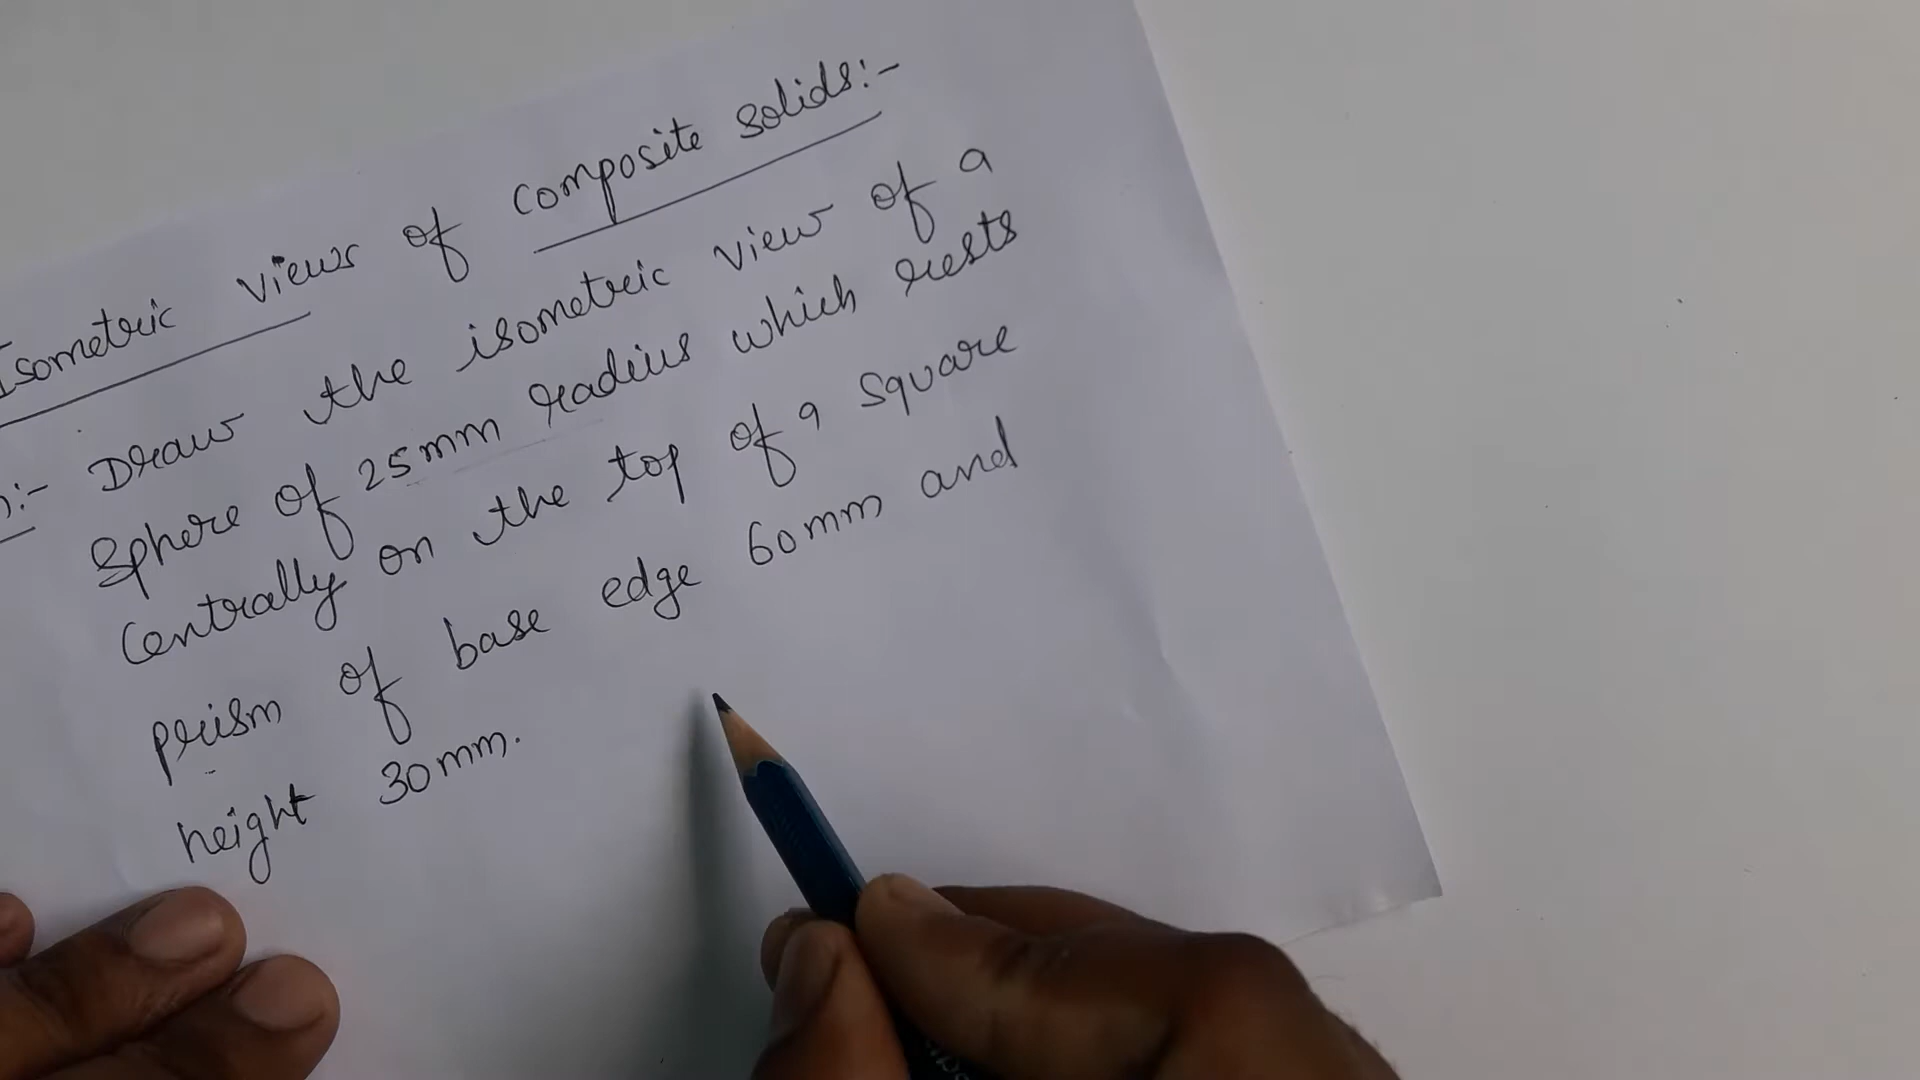 Isometric views of composite solids:-
:- Draw the isometric view of a
sphere of 25mm radius which rests
centrally on the top of a square
prism of base edge 60mm and
height 30mm.